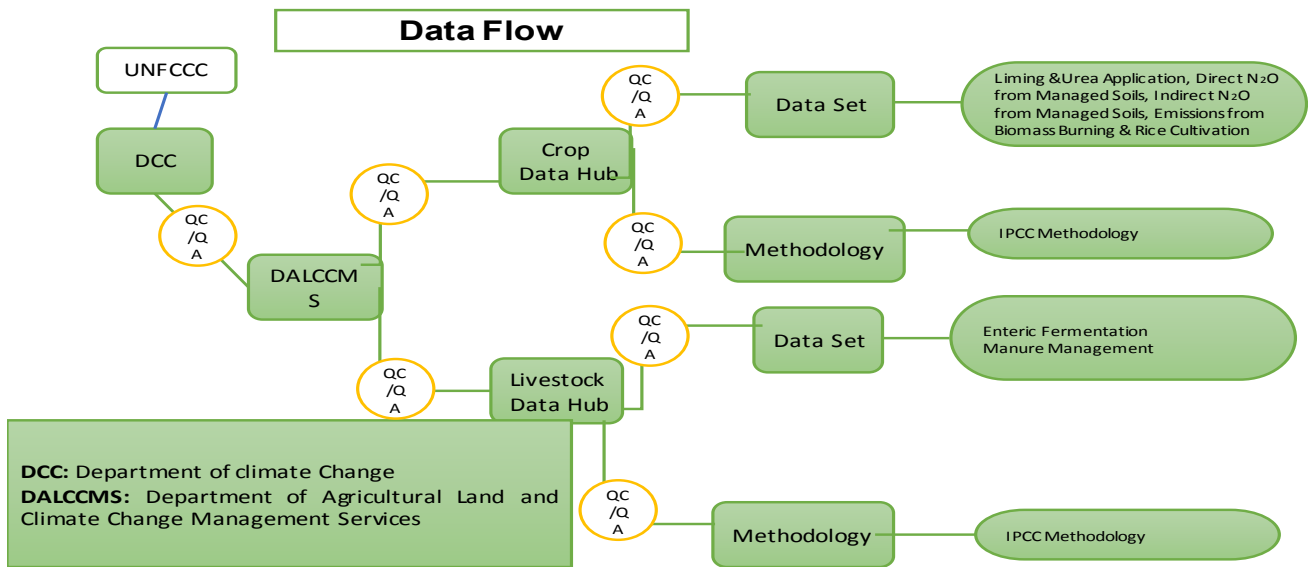 Data Flow
UNFCCC
DCC
QC
/Q
A
DALCCM
S
QC
/Q
A
Crop
Data Hub
QC
/Q
A
Data Set
Liming &Urea Application, Direct N₂O
from Managed Soils, Indirect N₂O
from Managed Soils, Emissions from
Biomass Burning & Rice Cultivation
QC
/Q
A
Methodology
IPCC Methodology
QC
/Q
A
Livestock
Data Hub
QC
/Q
A
Data Set
Enteric Fermentation
Manure Management
QC
/Q
A
Methodology
IPCC Methodology
DCC: Department of climate Change
DALCCMS: Department of Agricultural Land and
Climate Change Management Services